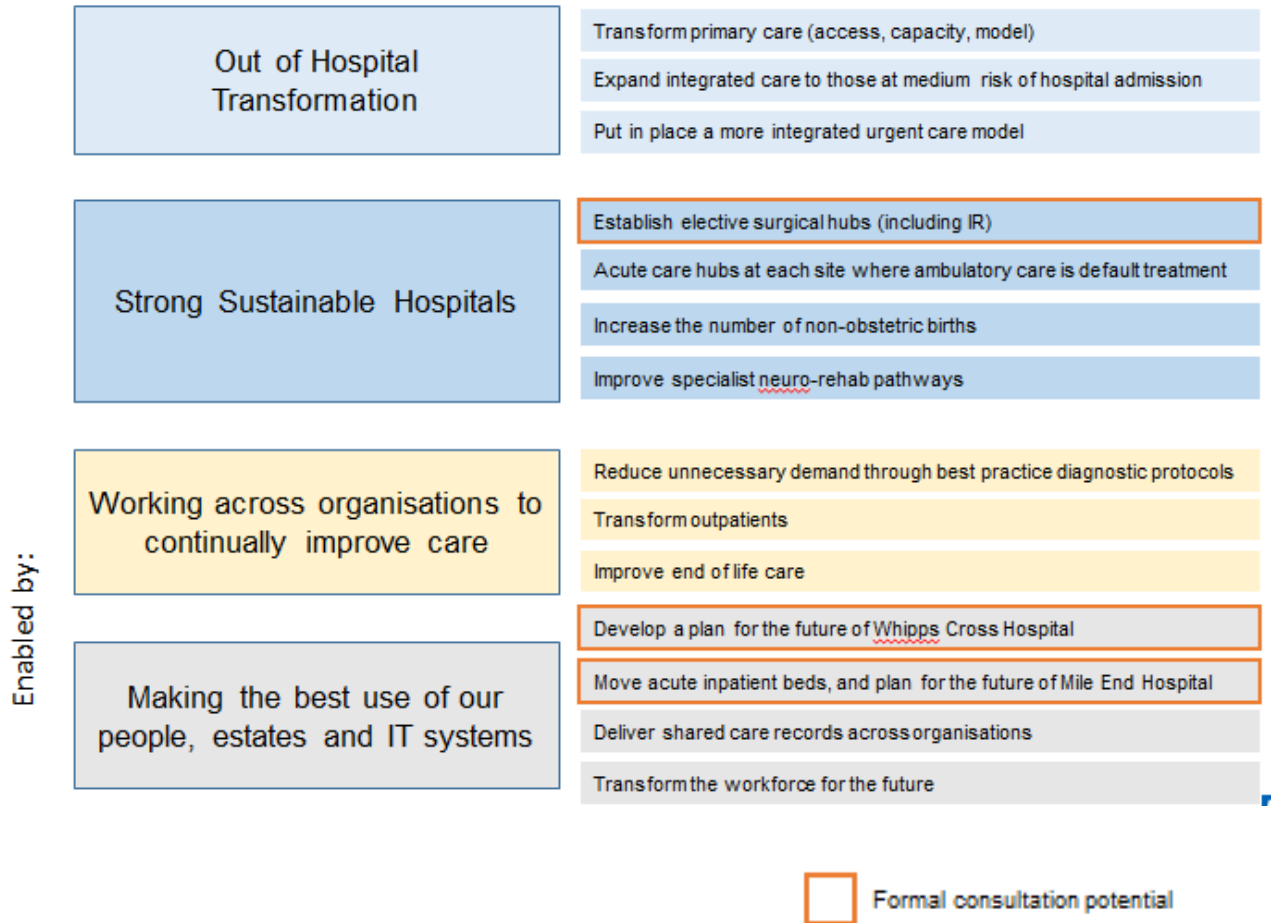 Out of Hospital
Transformation
Transform primary care (access, capacity, model)
Expand integrated care to those at medium risk of hospital admission
Put in place a more integrated urgent care model
Strong Sustainable Hospitals
Establish elective surgical hubs (including IR)
Acute care hubs at each site where ambulatory care is default treatment
Increase the number of non-obstetric births
Improve specialist neuro-rehab pathways
Enabled by:
Working across organisations to
continually improve care
Reduce unnecessary demand through best practice diagnostic protocols
Transform outpatients
Improve end of life care
Making the best use of our
people, estates and IT systems
Develop a plan for the future of Whipps Cross Hospital
Move acute inpatient beds, and plan for the future of Mile End Hospital
Deliver shared care records across organisations
Transform the workforce for the future
Formal consultation potential